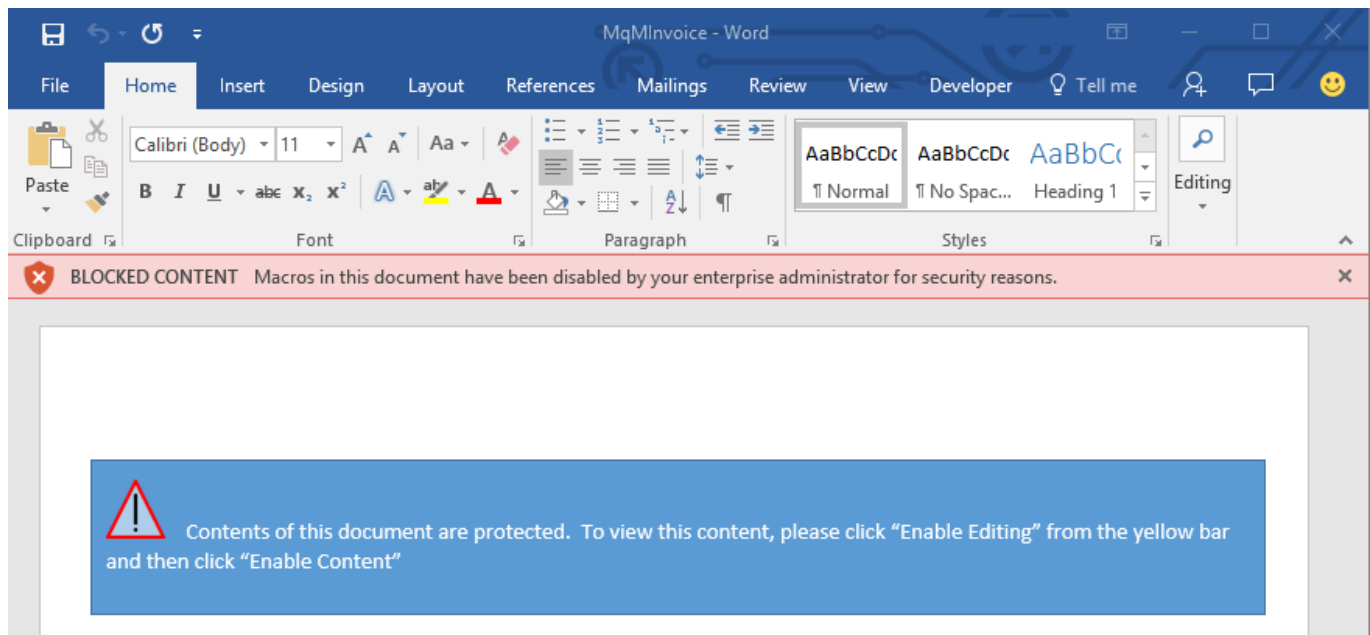 MqMInvoice - Word
File Home Insert Design Layout References Mailings Review View Developer Tell me
Calibri (Body) 11 A A Aa
Paste
B I U abc X₂ X² A aby A
A Z ¶
AaBbCcDc AaBbCcDc AaBbCc
¶ Normal ¶ No Spac... Heading 1
Editing
Clipboard Font Paragraph Styles
BLOCKED CONTENT Macros in this document have been disabled by your enterprise administrator for security reasons.
Contents of this document are protected. To view this content, please click “Enable Editing” from the yellow bar
and then click “Enable Content”